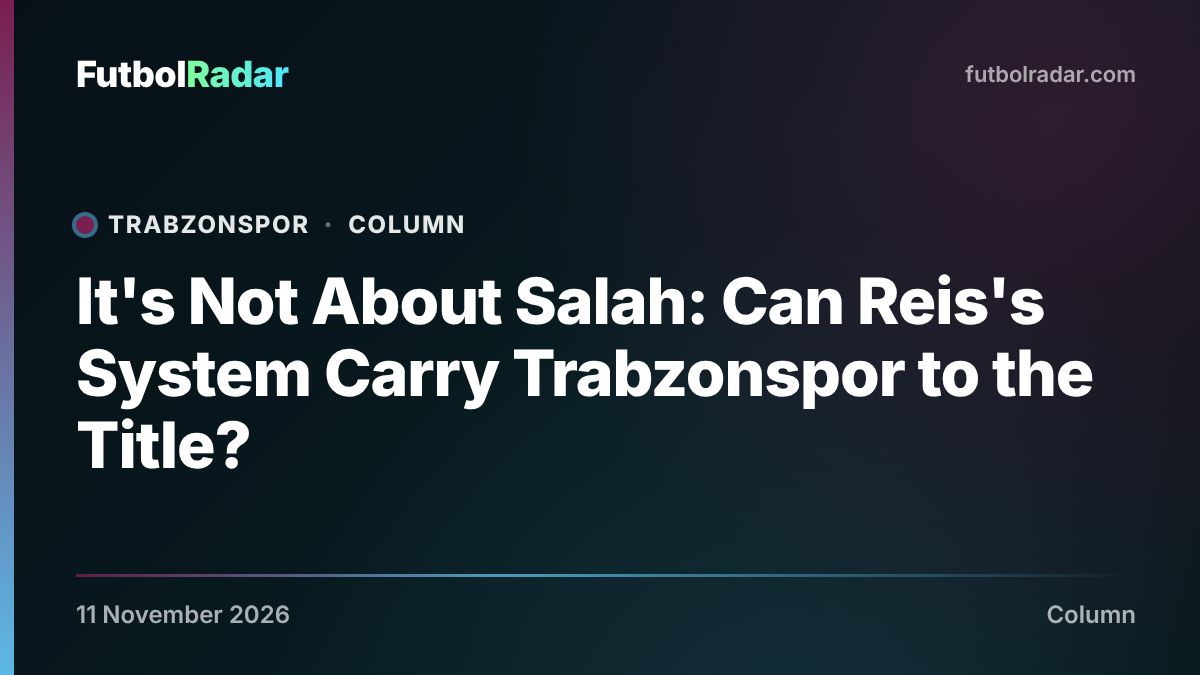 FutbolRadar
futbolradar.com
TRABZONSPOR · COLUMN
It's Not About Salah: Can Reis's
System Carry Trabzonspor to the
Title?
11 November 2026
Column